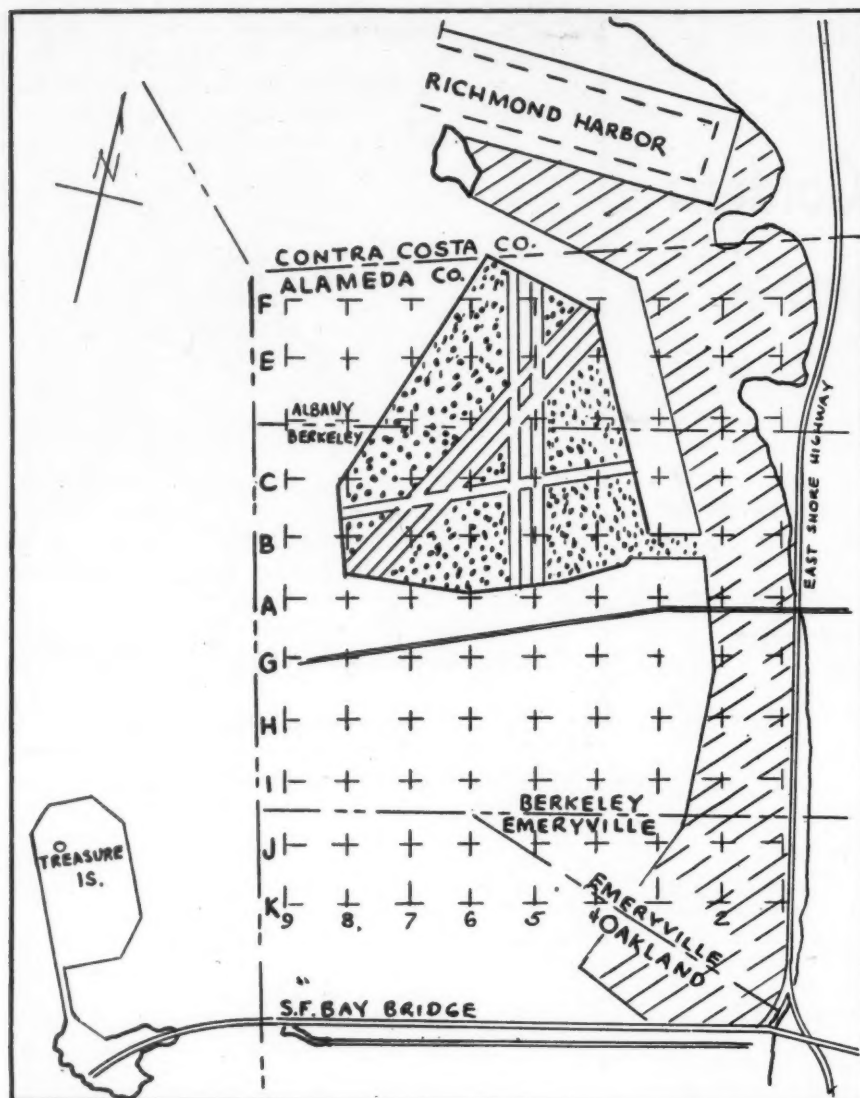 RICHMOND HARBOR
N
CONTRA COSTA CO.
ALAMEDA CO.
F
E
ALBANY
BERKELEY
C
B
A
G
H
I
J
K
EAST SHORE HIGHWAY
BERKELEY
EMERYVILLE
TREASURE
IS.
EMERYVILLE
& OAKLAND
9 8. 7 6 5 2
S.F. BAY BRIDGE